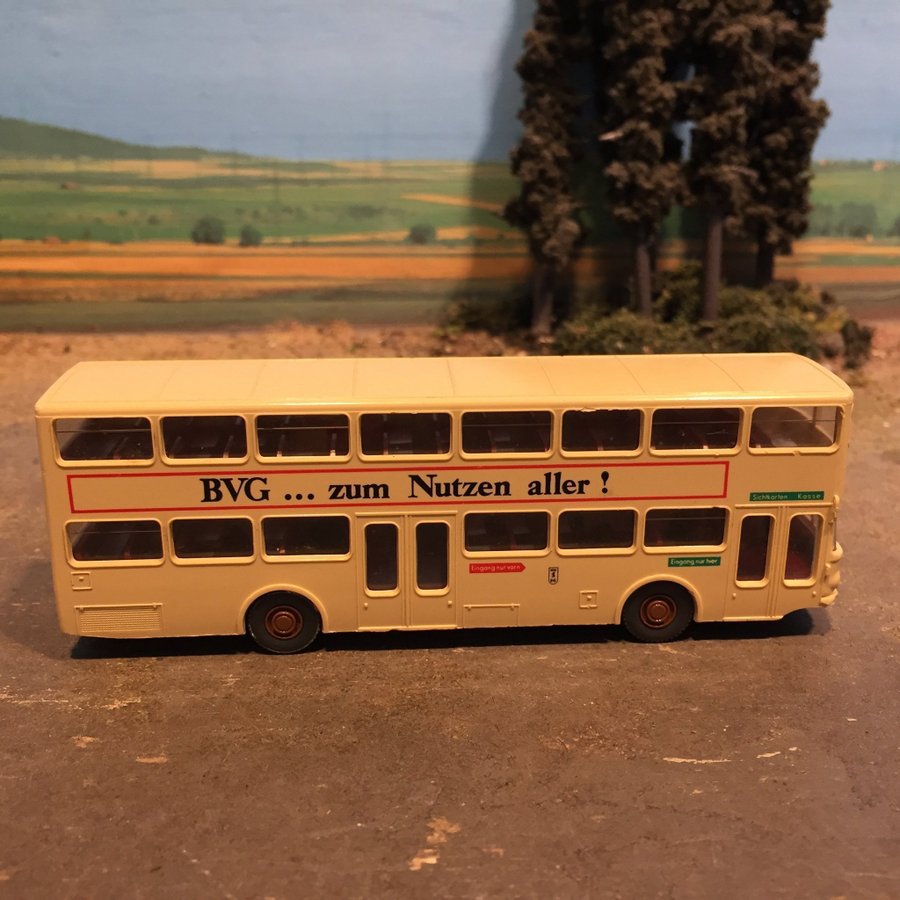 BVG ... zum Nutzen aller !
Sichtkarten Kasse
Eingang nur vorn
Eingang nur hier